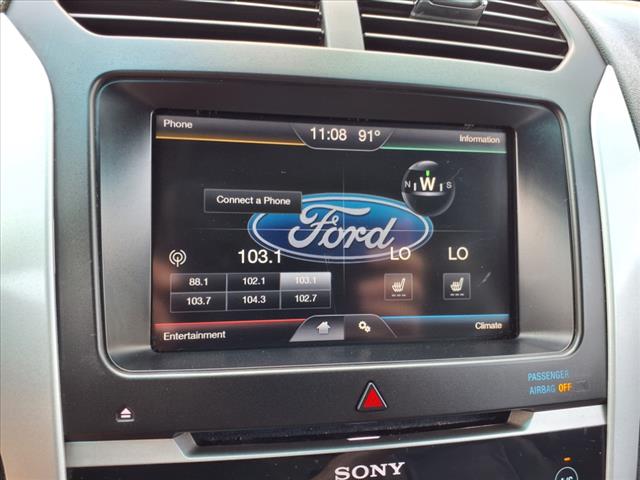 Phone
11:08 91°
Information
N W S
Connect a Phone
Ford
103.1
LO LO
88.1 102.1 103.1
103.7 104.3 102.7
Entertainment
Climate
PASSENGER
AIRBAG OFF
SONY